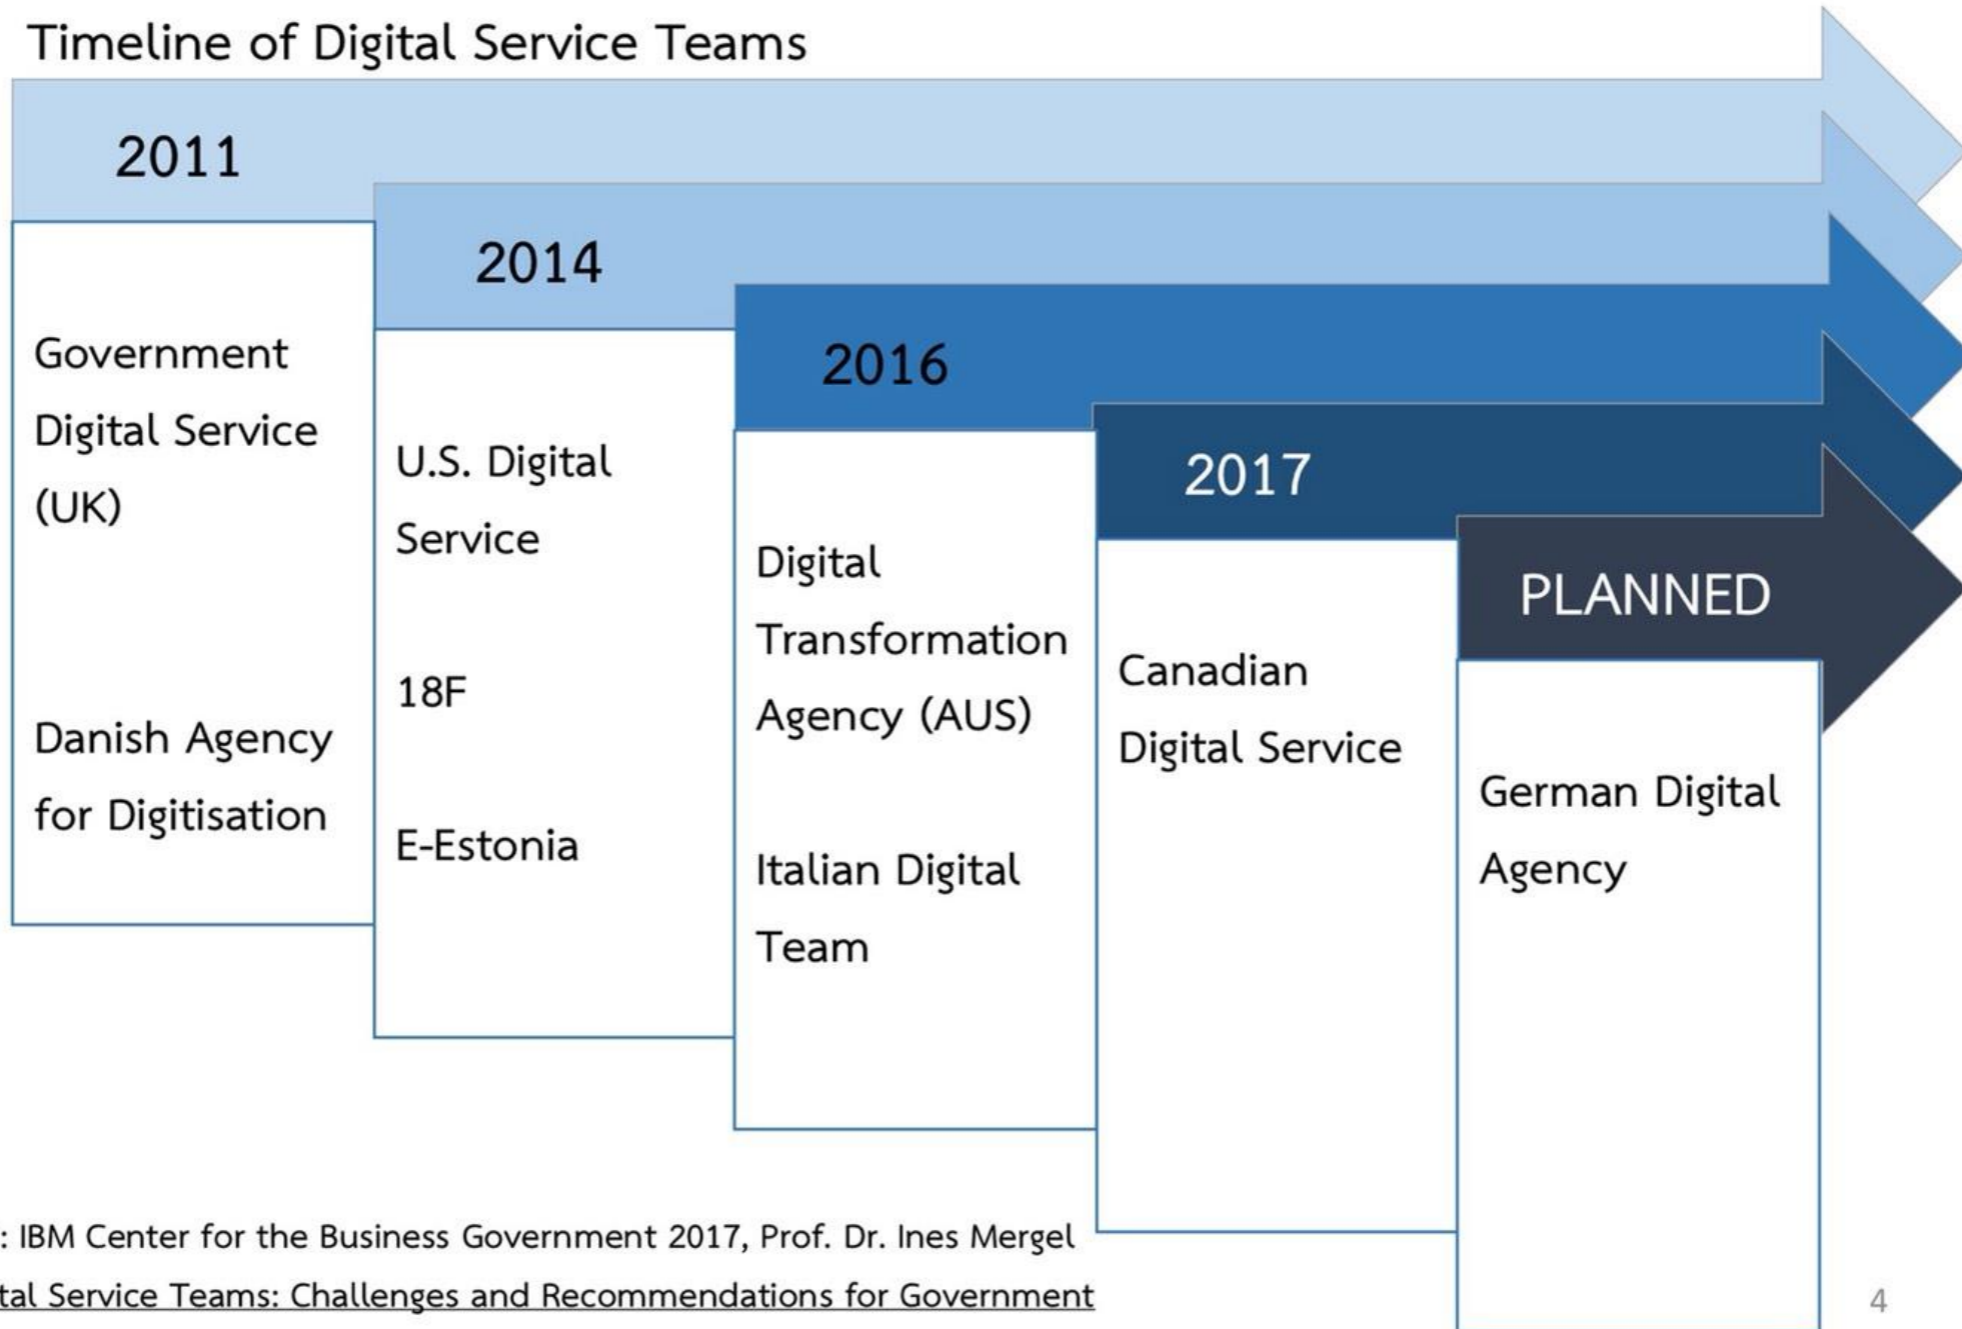 Timeline of Digital Service Teams
2011
Government
Digital Service
(UK)
Danish Agency
for Digitisation
2014
U.S. Digital
Service
18F
E-Estonia
2016
Digital
Transformation
Agency (AUS)
Italian Digital
Team
2017
Canadian
Digital Service
PLANNED
German Digital
Agency
: IBM Center for the Business Government 2017, Prof. Dr. Ines Mergel
Service Teams: Challenges and Recommendations for Government
4